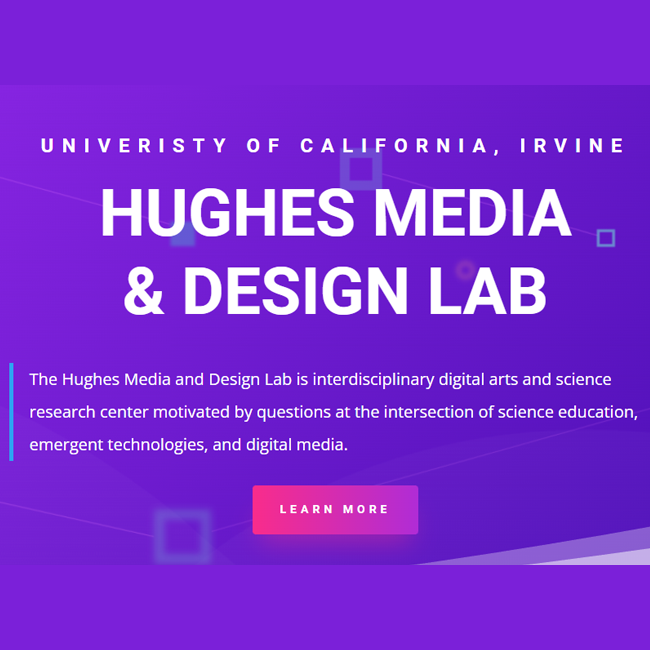 UNIVERISTY OF CALIFORNIA, IRVINE
HUGHES MEDIA
& DESIGN LAB
The Hughes Media and Design Lab is interdisciplinary digital arts and science
research center motivated by questions at the intersection of science education,
emergent technologies, and digital media.
LEARN MORE